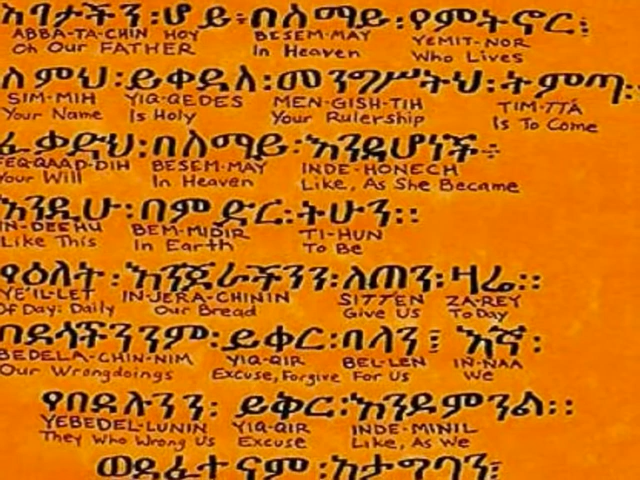 አባታችን፡ሆይ፡በሰማይ፡የምትኖር፤
ABBA-TA-CHIN HOY BESEM-MAY YEMIT-NOR
Oh Our FATHER In Heaven Who Lives
ስምህ፡ይቀደስ፡መንግሥትህ፡ትምጣ፡፡
SIM-MIH YIQ-QEDES MEN-GISH-TIH TIM-TTA
Your Name Is Holy Your Rulership Is To Come
ፈቃድህ፡በሰማይ፡እንደሆነች፥
FEQQAAD-DIH BESEM-MAY INDE-HONECH
Your Will In Heaven Like, As She Became
እንዲሁ፡በምድር፡ትሁን፡፡
IN-DEEHU BEM-MIDIR TI-HUN
Like This In Earth To Be
የዕለት፡እንጀራችንን፡ስጠን፡ዛሬ፡፡
YE'IL-LET IN-JERA-CHININ SITTEN ZA-REY
Of Day: Daily Our Bread Give Us ToDay
በደላችንንም፡ይቅር፡በለን፤ እኛ፡
BEDELA-CHIN-NIM YIQ-QIR BEL-LEN IN-NAA
Our Wrongdoings Excuse, Forgive For Us We
የበደሉንን፡ ይቅር፡እንደምንል፡፡
YEBEDEL-LUNIN YIQ-QIR INDE-MINIL
They Who Wrong Us Excuse Like, As We
ወደፈተናም፡አታግባን፤